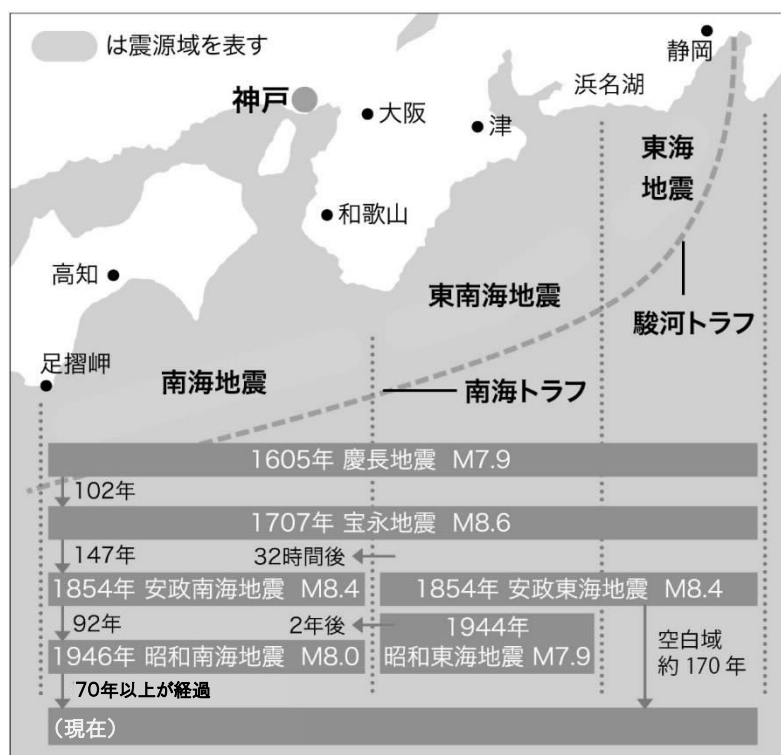 は震源域を表す
静岡
浜名湖
神戸
大阪
津
東海
地震
和歌山
高知
東南海地震
駿河トラフ
足摺岬
南海地震
南海トラフ
1605年 慶長地震 M7.9
102年
1707年 宝永地震 M8.6
147年
32時間後
1854年 安政南海地震 M8.4
1854年 安政東海地震 M8.4
92年
2年後
1944年
昭和東海地震 M7.9
1946年 昭和南海地震 M8.0
空白域
約170年
70年以上が経過
（現在）